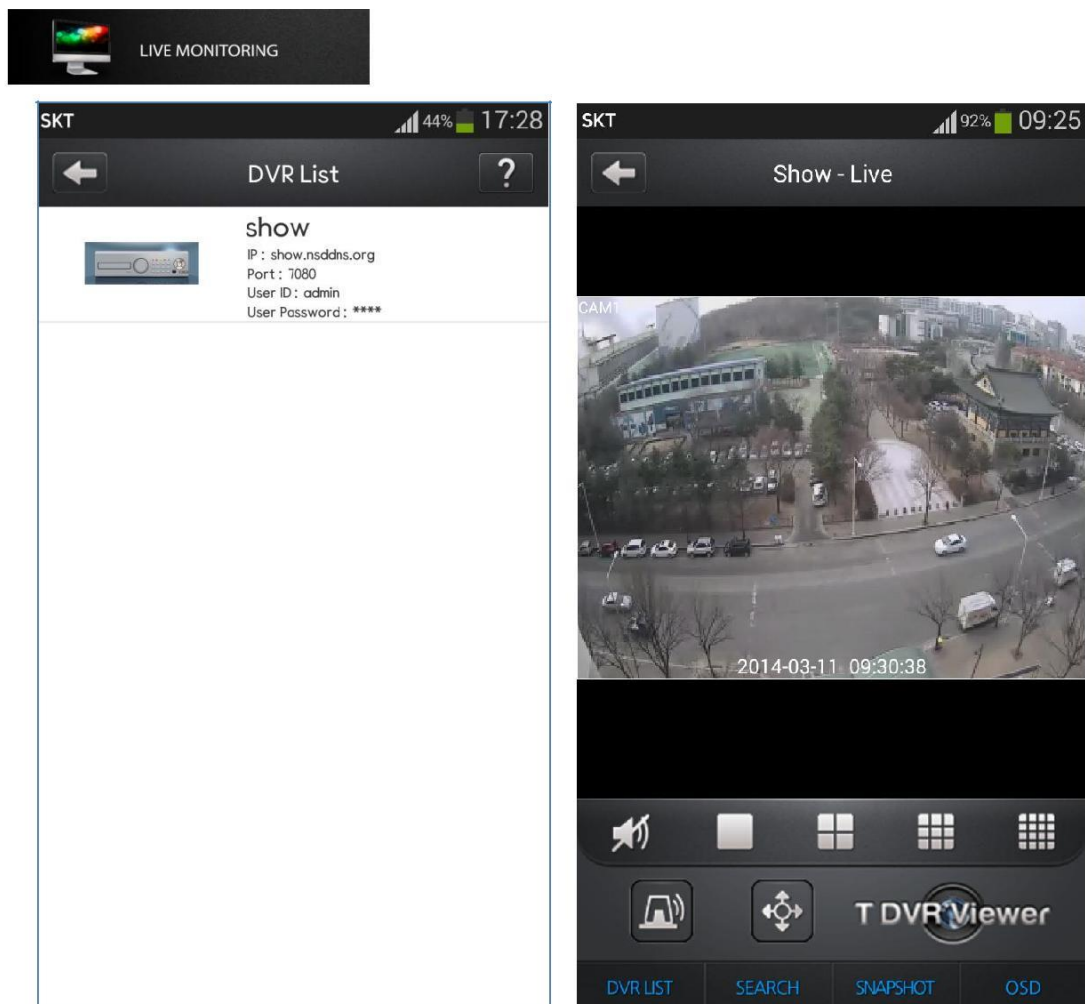 LIVE MONITORING
SKT 44% 17:28
DVR List ?
show
IP : show.nsddns.org
Port : 7080
User ID : admin
User Password : ****
SKT 92% 09:25
Show - Live
CAM1
2014-03-11 09:30:38
T DVR Viewer
DVR LIST SEARCH SNAPSHOT OSD